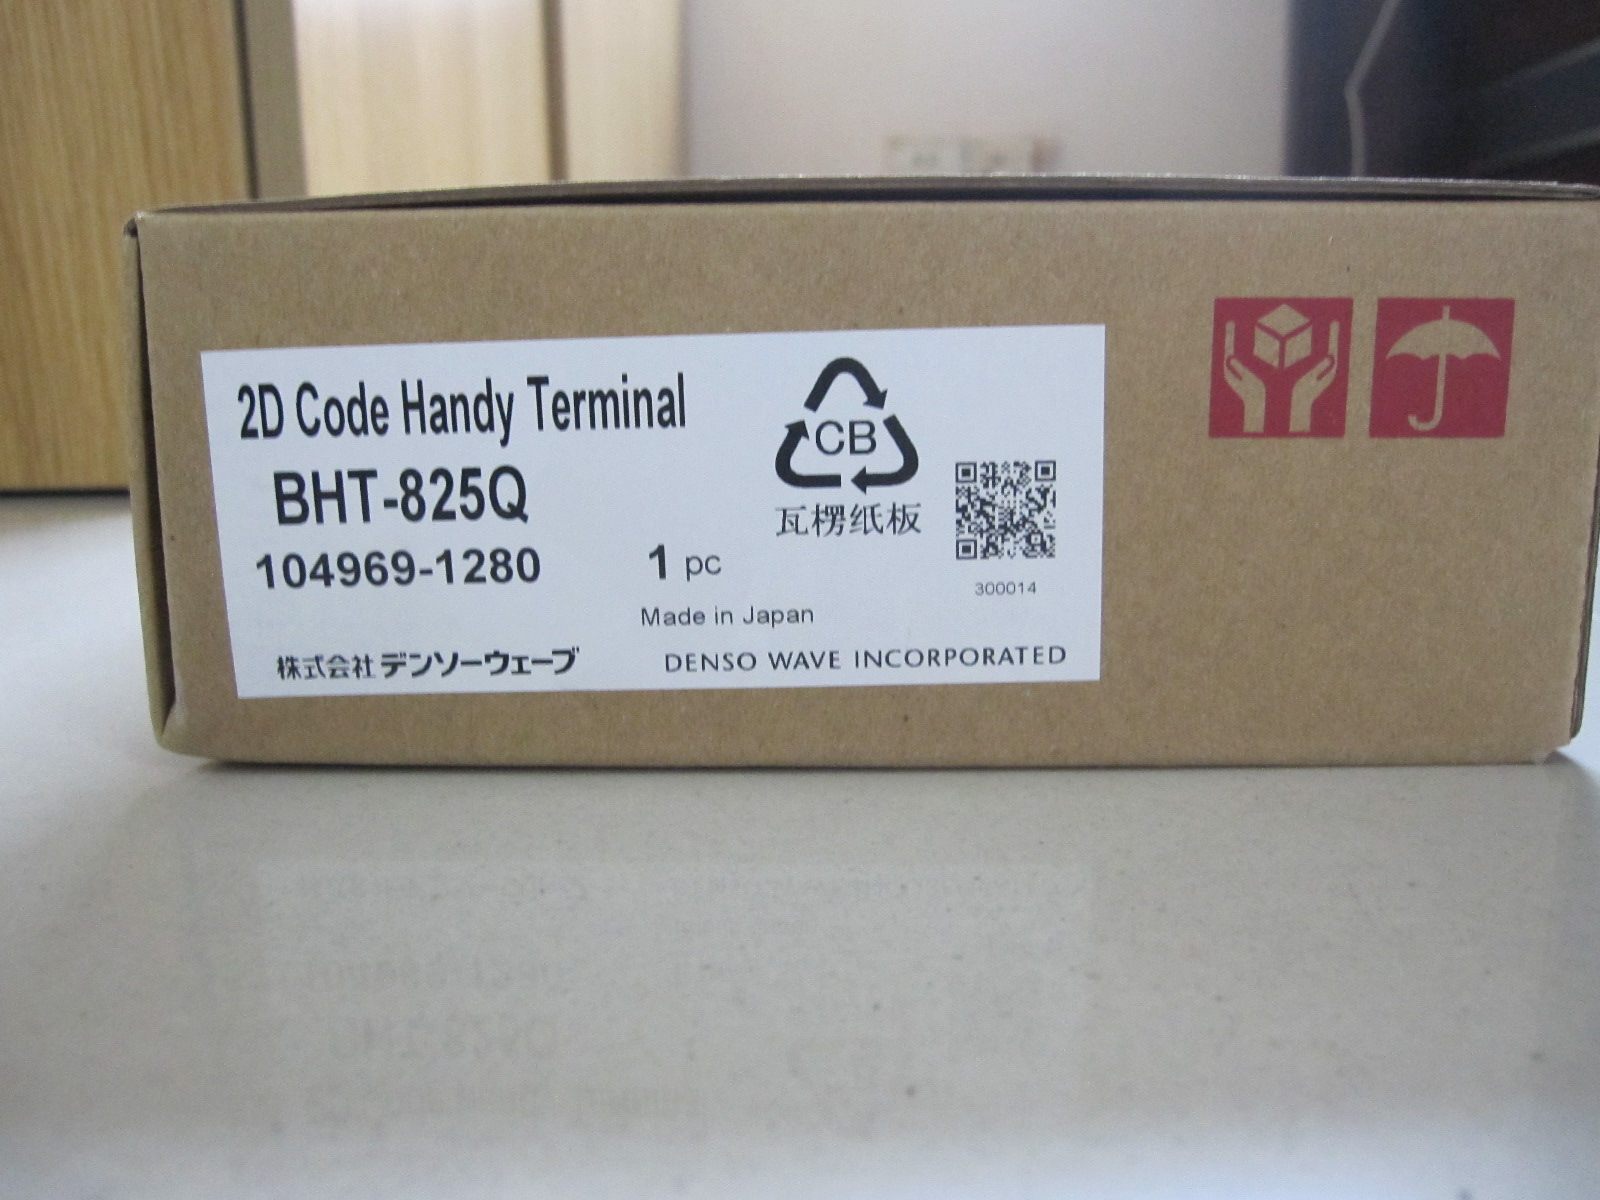 2D Code Handy Terminal
BHT-825Q
104969-1280
1 pc
Made in Japan
CB
瓦楞纸板
300014
株式会社デンソーウェーブ
DENSO WAVE INCORPORATED